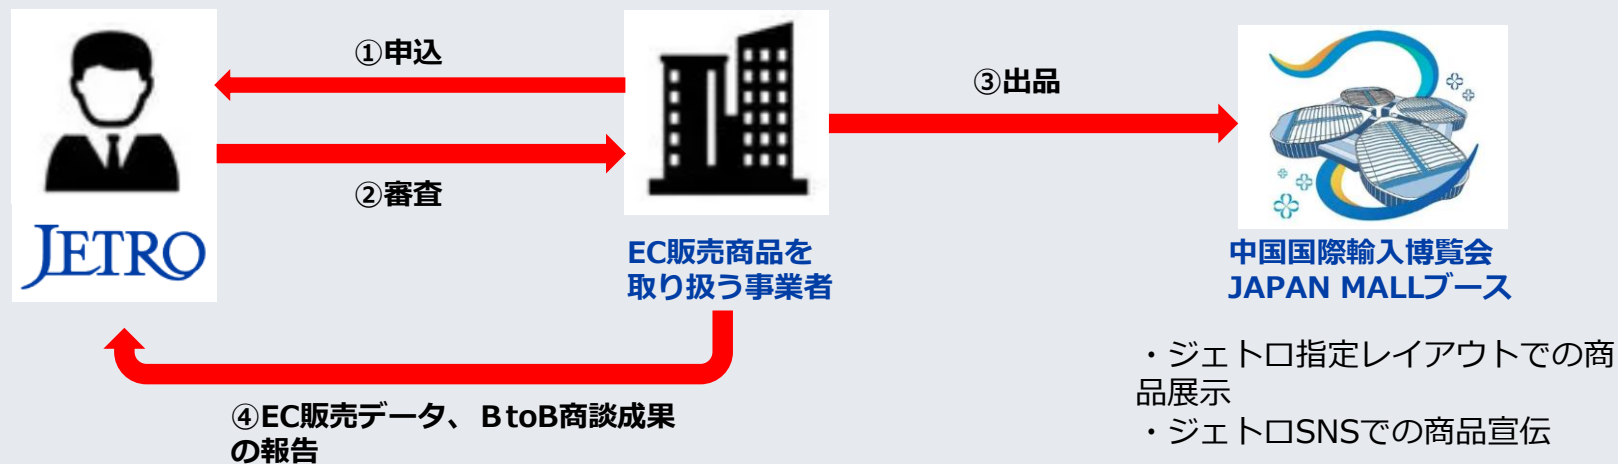 ①申込
②審査
③出品
JETRO
EC販売商品を
取り扱う事業者
中国国際輸入博覧会
JAPAN MALLブース
・ジェトロ指定レイアウトでの商
品展示
・ジェトロSNSでの商品宣伝
④EC販売データ、BtoB商談成果
の報告